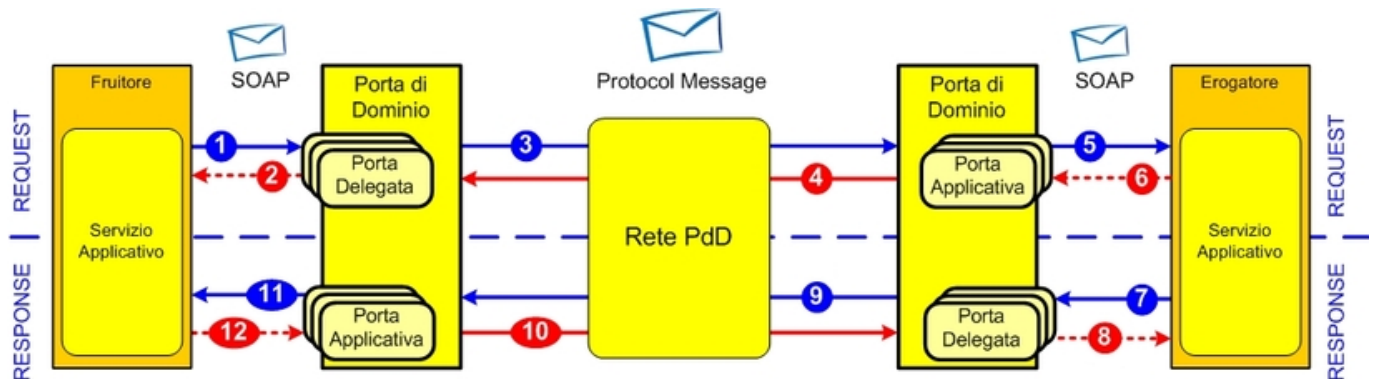 SOAP
Protocol Message
SOAP
Fruitore
Porta di
Dominio
Porta di
Dominio
Erogatore
REQUEST
1
3
5
REQUEST
2
Porta
Delegata
4
Porta
Applicativa
6
Servizio
Applicativo
Rete PdD
Servizio
Applicativo
RESPONSE
11
9
7
RESPONSE
12
Porta
Applicativa
10
Porta
Delegata
8